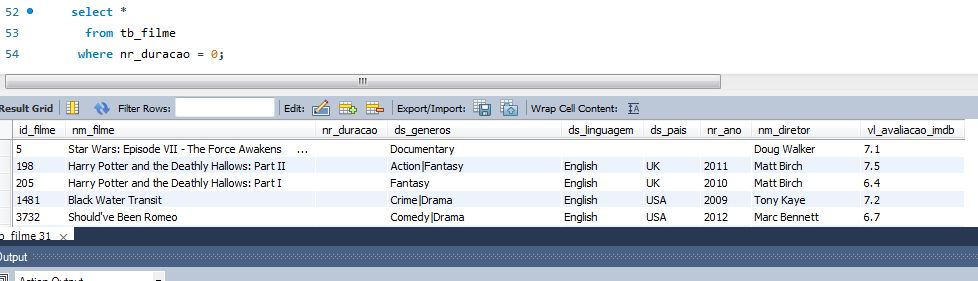 52 select *
53 from tb_filme
54 where nr_duracao = 0;
Result Grid Filter Rows: Edit: Export/Import: Wrap Cell Content: IA
id_filme nm_filme nr_duracao ds_generos ds_linguagem ds_pais nr_ano nm_diretor vl_avaliacao_imdb
5 Star Wars: Episode VII - The Force Awakens ... Documentary Doug Walker 7.1
198 Harry Potter and the Deathly Hallows: Part II Action|Fantasy English UK 2011 Matt Birch 7.5
205 Harry Potter and the Deathly Hallows: Part I Fantasy English UK 2010 Matt Birch 6.4
1481 Black Water Transit Crime|Drama English USA 2009 Tony Kaye 7.2
3732 Should've Been Romeo Comedy|Drama English USA 2012 Marc Bennett 6.7
b_filme 31 x
Output
Action Output